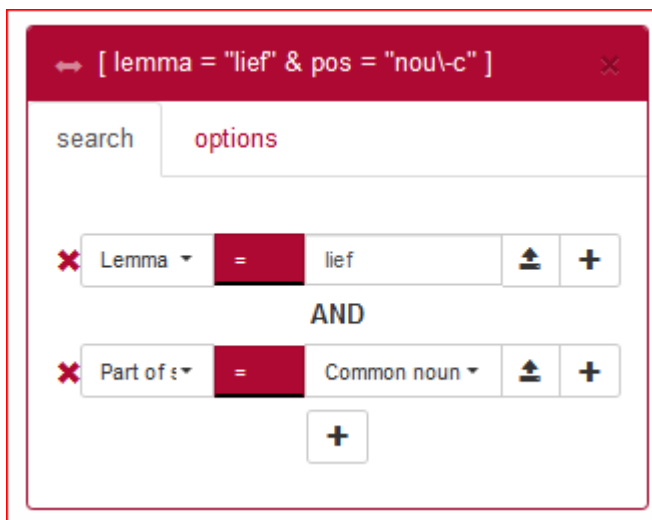 [ lemma = "lief" & pos = "nou\-c" ]
search options
Lemma = lief
AND
Part of s = Common noun